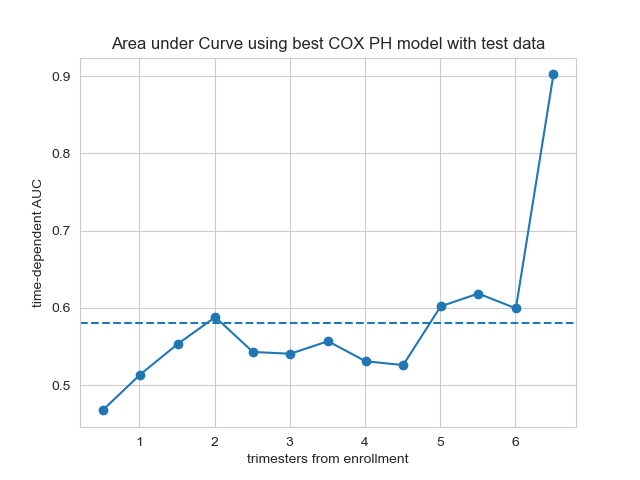 Area under Curve using best COX PH model with test data
time-dependent AUC
0.9
0.8
0.7
0.6
0.5
1 2 3 4 5 6
trimesters from enrollment